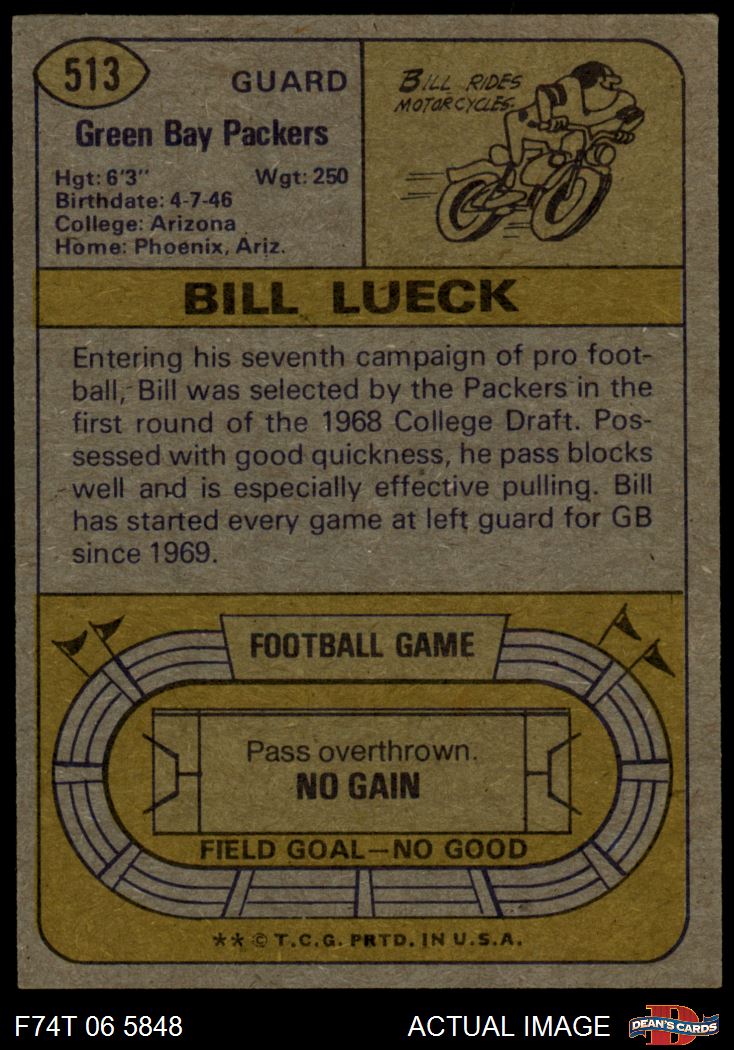 513
GUARD
Green Bay Packers
Hgt: 6'3" Wgt: 250
Birthdate: 4-7-46
College: Arizona
Home: Phoenix, Ariz.
BILL RIDES
MOTORCYCLES.
BILL LUECK
Entering his seventh campaign of pro foot-
ball, Bill was selected by the Packers in the
first round of the 1968 College Draft. Pos-
sessed with good quickness, he pass blocks
well and is especially effective pulling. Bill
has started every game at left guard for GB
since 1969.
FOOTBALL GAME
Pass overthrown.
NO GAIN
FIELD GOAL—NO GOOD
** © T.C.G. PRTD. IN U.S.A.
F74T 06 5848 ACTUAL IMAGE
D
DEAN'S CARDS